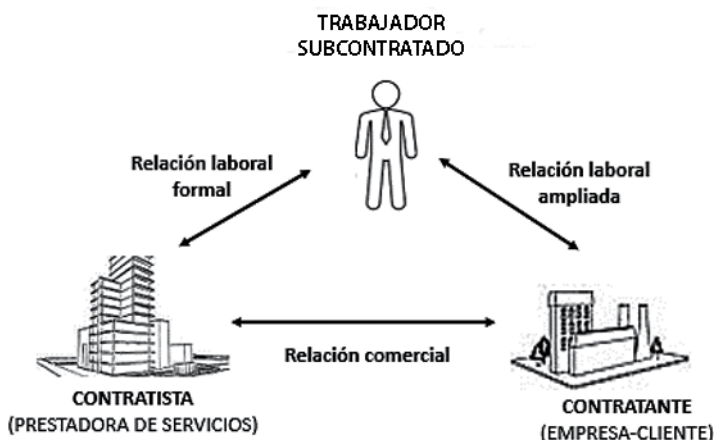 TRABAJADOR
SUBCONTRATADO
Relación laboral
formal
Relación laboral
ampliada
Relación comercial
CONTRATISTA
(PRESTADORA DE SERVICIOS)
CONTRATANTE
(EMPRESA-CLIENTE)